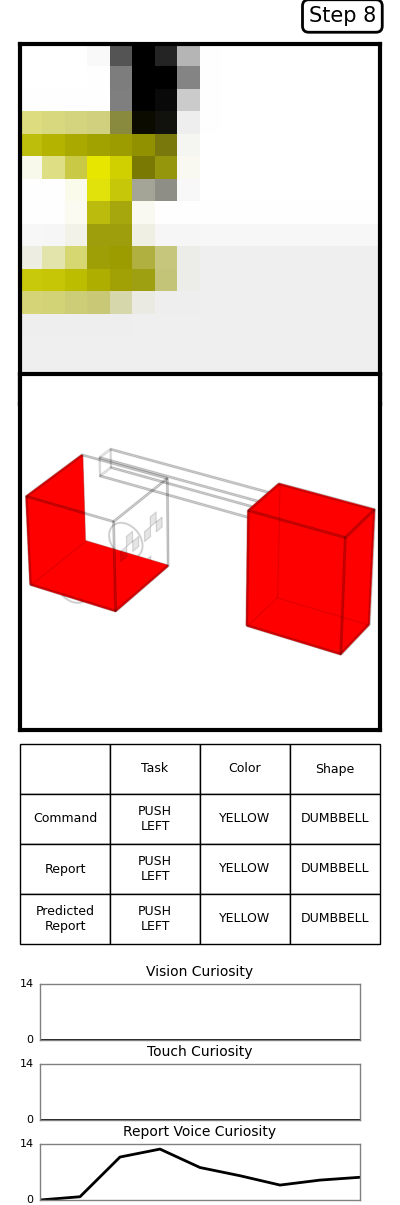 Step 8
Task Color Shape
Command PUSH LEFT YELLOW DUMBBELL
Report PUSH LEFT YELLOW DUMBBELL
Predicted Report PUSH LEFT YELLOW DUMBBELL
Vision Curiosity
14
0
Touch Curiosity
14
0
Report Voice Curiosity
14
0